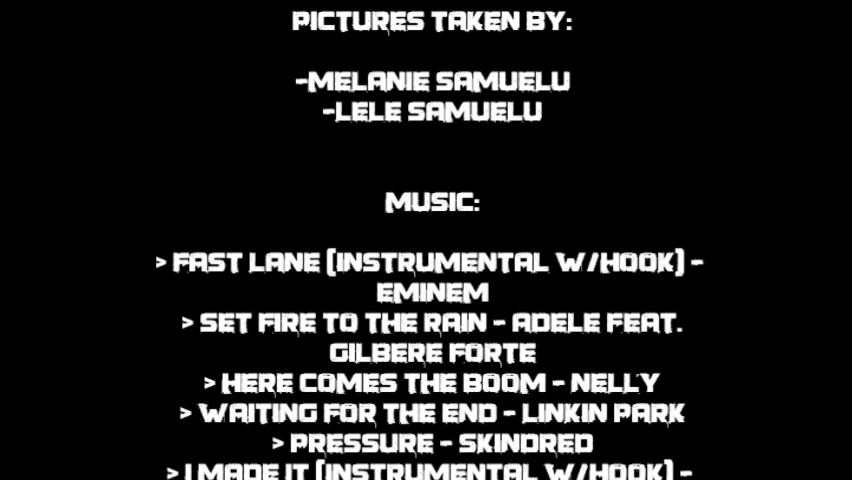 PICTURES TAKEN BY:
-MELANIE SAMUELU
-LELE SAMUELU
MUSIC:
> FAST LANE (INSTRUMENTAL W/HOOK) -
EMINEM
> SET FIRE TO THE RAIN - ADELE FEAT.
GILBERE FORTE
> HERE COMES THE BOOM - NELLY
> WAITING FOR THE END - LINKIN PARK
> PRESSURE - SKINDRED
> I MADE IT (INSTRUMENTAL W/HOOK) -